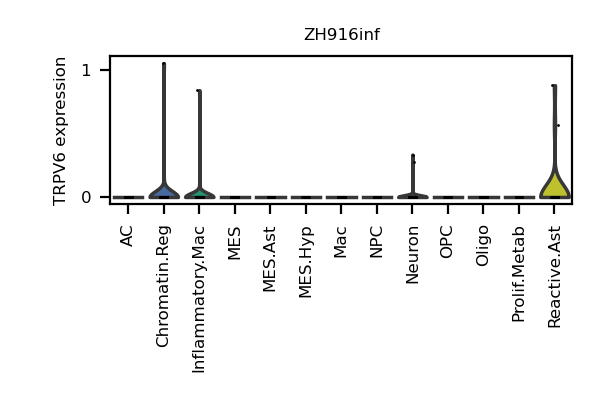 ZH916inf
TRPV6 expression
1
0
AC
Chromatin.Reg
Inflammatory.Mac
MES
MES.Ast
MES.Hyp
Mac
NPC
Neuron
OPC
Oligo
Prolif.Metab
Reactive.Ast